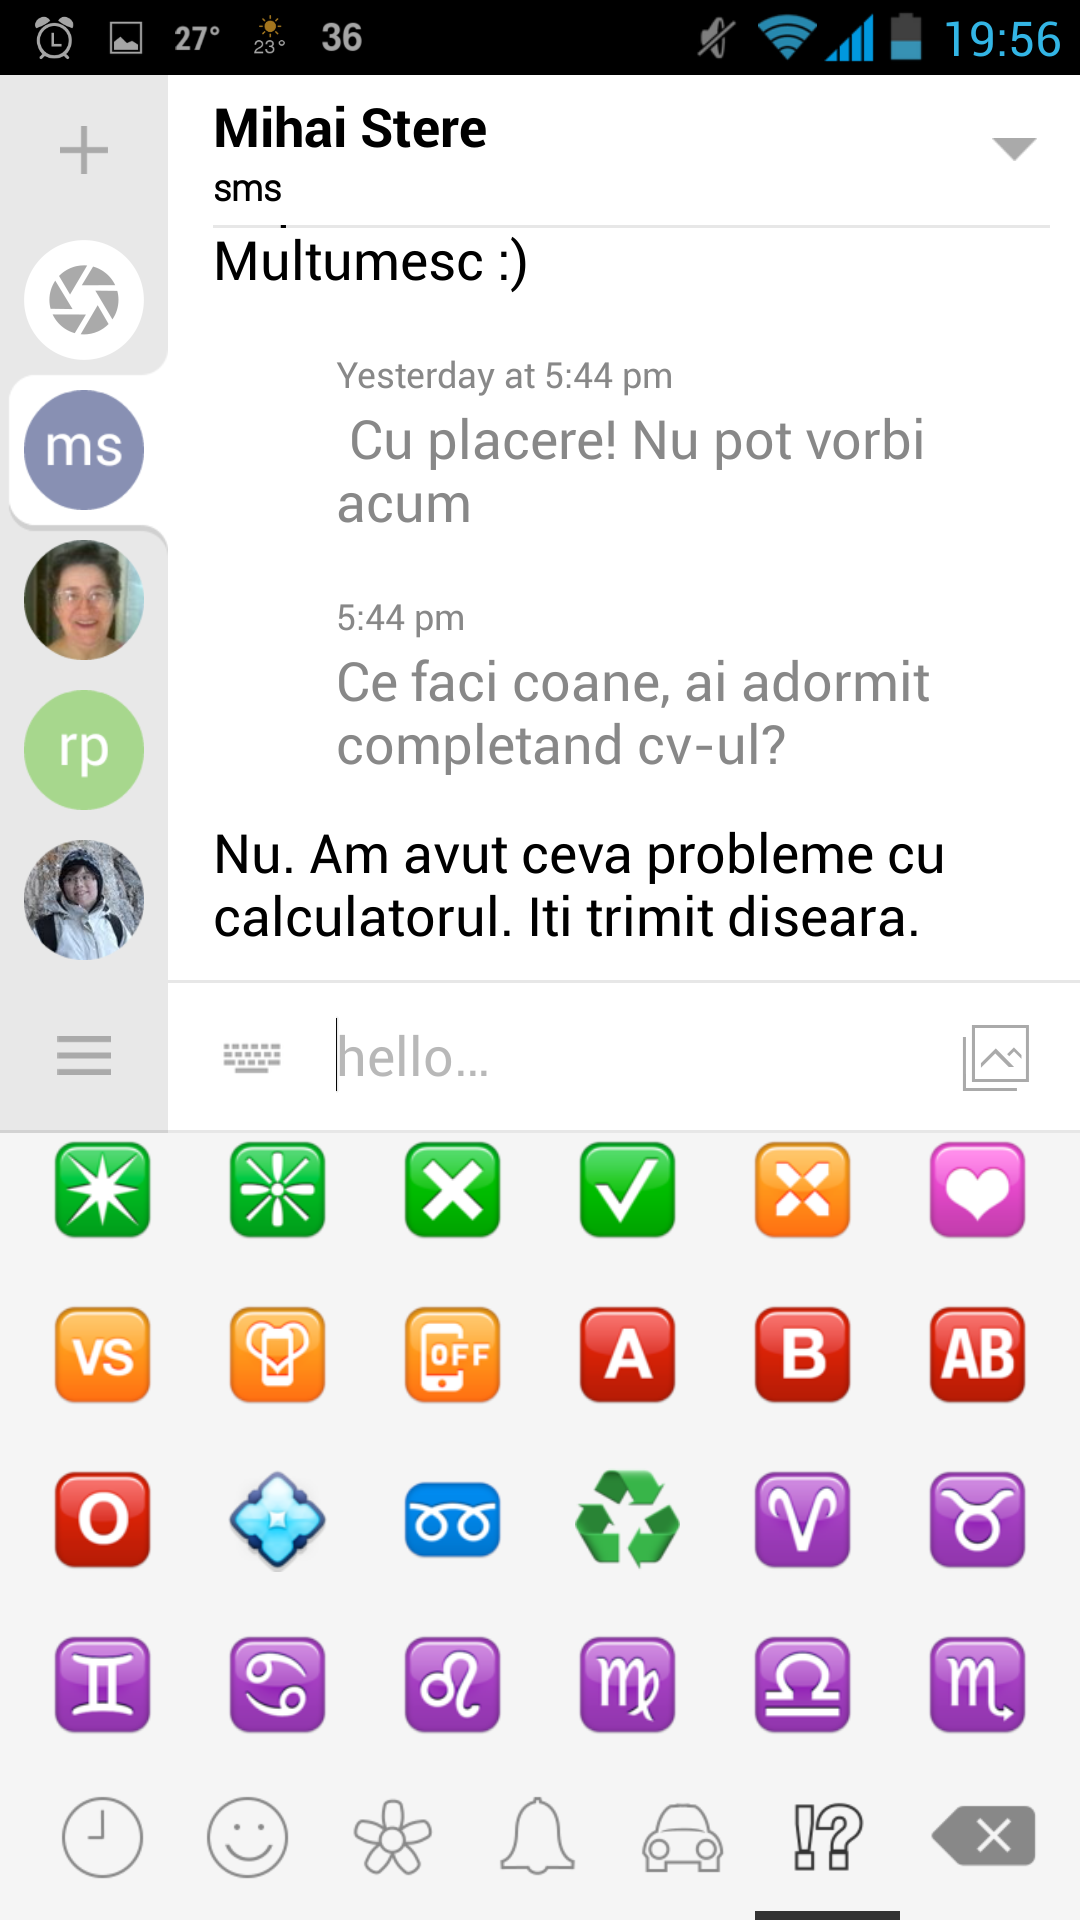 27°
23°
36
19:56
Mihai Stere
sms
Multumesc :)
Yesterday at 5:44 pm
Cu placere! Nu pot vorbi
acum
5:44 pm
Ce faci coane, ai adormit
completand cv-ul?
Nu. Am avut ceva probleme cu
calculatorul. Iti trimit diseara.
ms
rp
hello...
VS
OFF
A
B
AB
O
!?